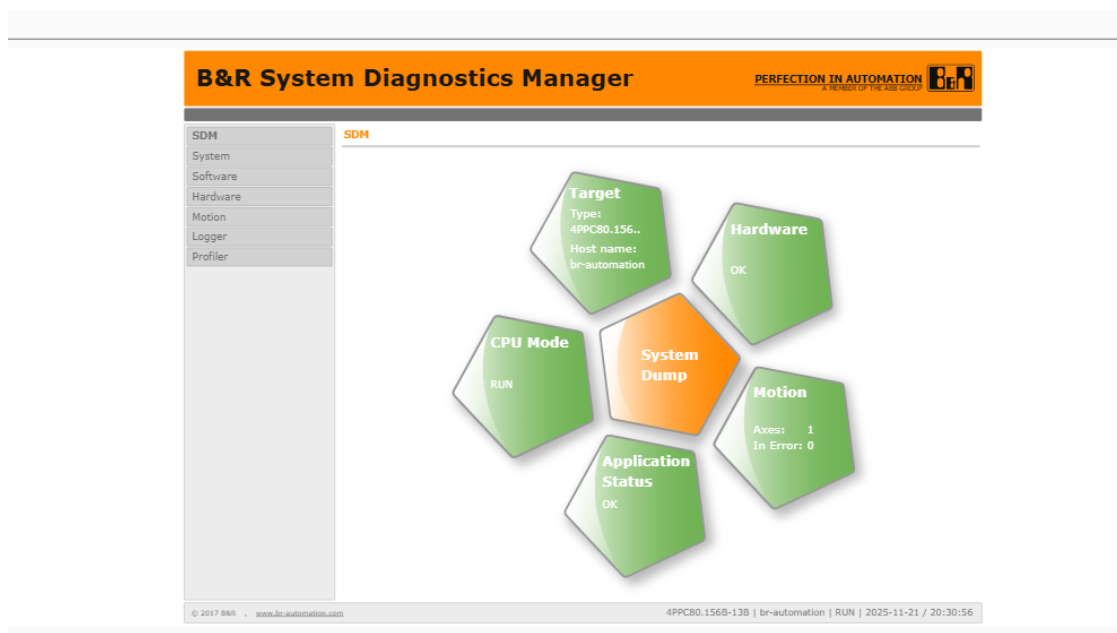 B&R System Diagnostics Manager
PERFECTION IN AUTOMATION
A MEMBER OF THE ABB GROUP
B&R
SDM
System
Software
Hardware
Motion
Logger
Profiler
SDM
Target
Type:
4PPC80.156..
Host name:
br-automation
Hardware
OK
CPU Mode
RUN
System
Dump
Motion
Axes: 1
In Error: 0
Application
Status
OK
© 2017 B&R , www.br-automation.com
4PPC80.156B-13B | br-automation | RUN | 2025-11-21 / 20:30:56